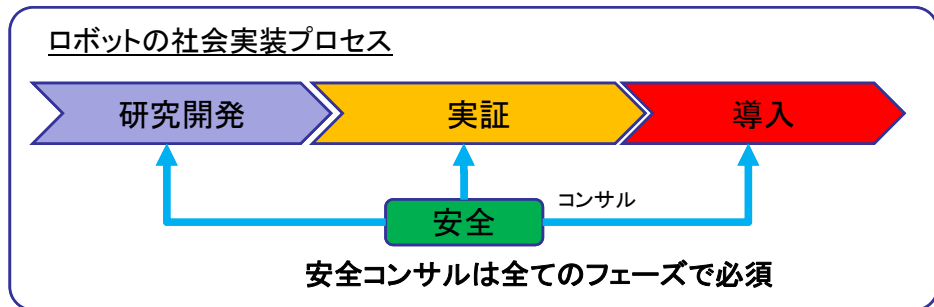 ロボットの社会実装プロセス
研究開発
実証
導入
コンサル
安全
安全コンサルは全てのフェーズで必須